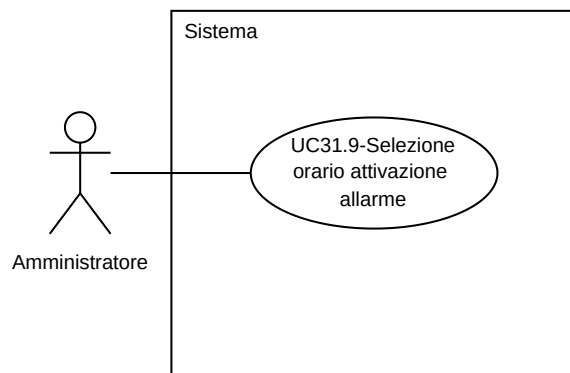 Sistema
UC31.9-Selezione
orario attivazione
allarme
Amministratore